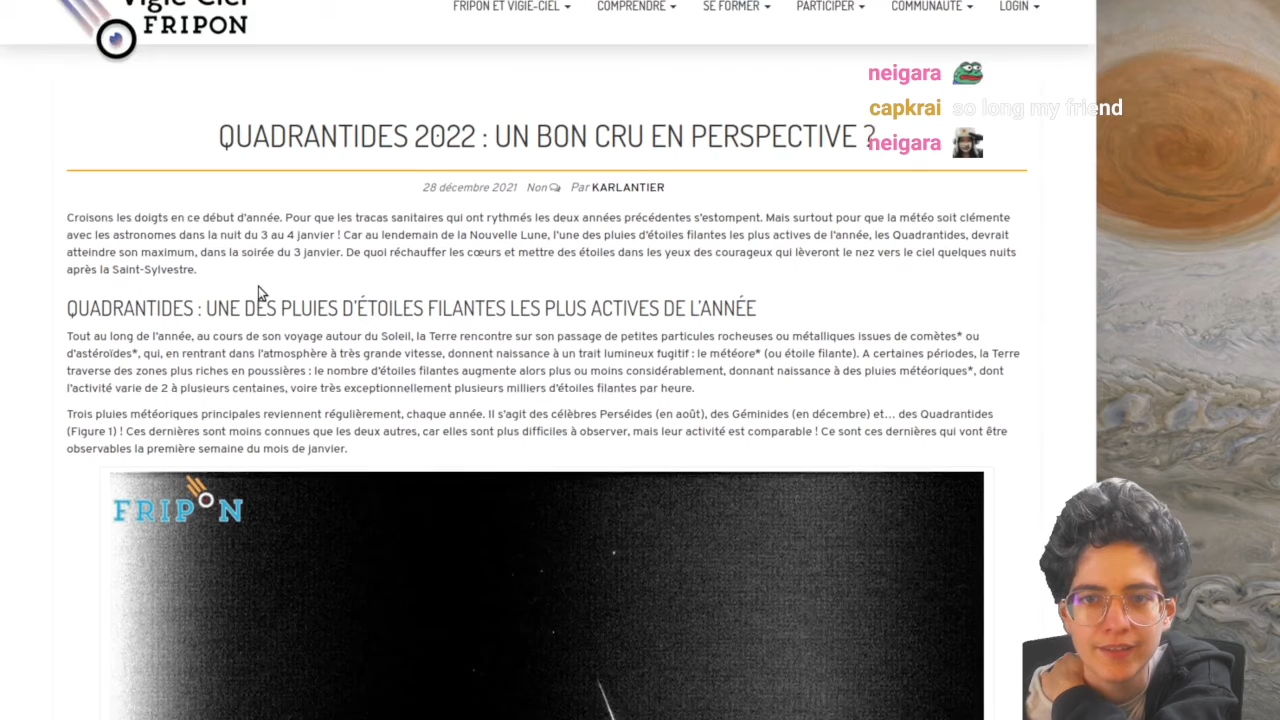 Vigie-Ciel
FRIPON
FRIPON ET VIGIE-CIEL
COMPRENDRE
SE FORMER
PARTICIPER
COMMUNAUTÉ
LOGIN
neigara
capkrai so long my friend
neigara
QUADRANTIDES 2022 : UN BON CRU EN PERSPECTIVE ?
28 décembre 2021 Non Par KARLANTIER
Croisons les doigts en ce début d'année. Pour que les tracas sanitaires qui ont rythmés les deux années précédentes s'estompent. Mais surtout pour que la météo soit clémente
avec les astronomes dans la nuit du 3 au 4 janvier ! Car au lendemain de la Nouvelle Lune, l'une des pluies d'étoiles filantes les plus actives de l'année, les Quadrantides, devrait
atteindre son maximum, dans la soirée du 3 janvier. De quoi réchauffer les cœurs et mettre des étoiles dans les yeux des courageux qui lèveront le nez vers le ciel quelques nuits
après la Saint-Sylvestre.
QUADRANTIDES : UNE DES PLUIES D'ÉTOILES FILANTES LES PLUS ACTIVES DE L'ANNÉE
Tout au long de l'année, au cours de son voyage autour du Soleil, la Terre rencontre sur son passage de petites particules rocheuses ou métalliques issues de comètes* ou
d'astéroïdes*, qui, en rentrant dans l'atmosphère à très grande vitesse, donnent naissance à un trait lumineux fugitif : le météore* (ou étoile filante). A certaines périodes, la Terre
traverse des zones plus riches en poussières : le nombre d'étoiles filantes augmente alors plus ou moins considérablement, donnant naissance à des pluies météoriques*, dont
l'activité varie de 2 à plusieurs centaines, voire très exceptionnellement plusieurs milliers d'étoiles filantes par heure.
Trois pluies météoriques principales reviennent régulièrement, chaque année. Il s'agit des célèbres Perséides (en août), des Géminides (en décembre) et... des Quadrantides
(Figure 1) ! Ces dernières sont moins connues que les deux autres, car elles sont plus difficiles à observer, mais leur activité est comparable ! Ce sont ces dernières qui vont être
observables la première semaine du mois de janvier.
FRIPON